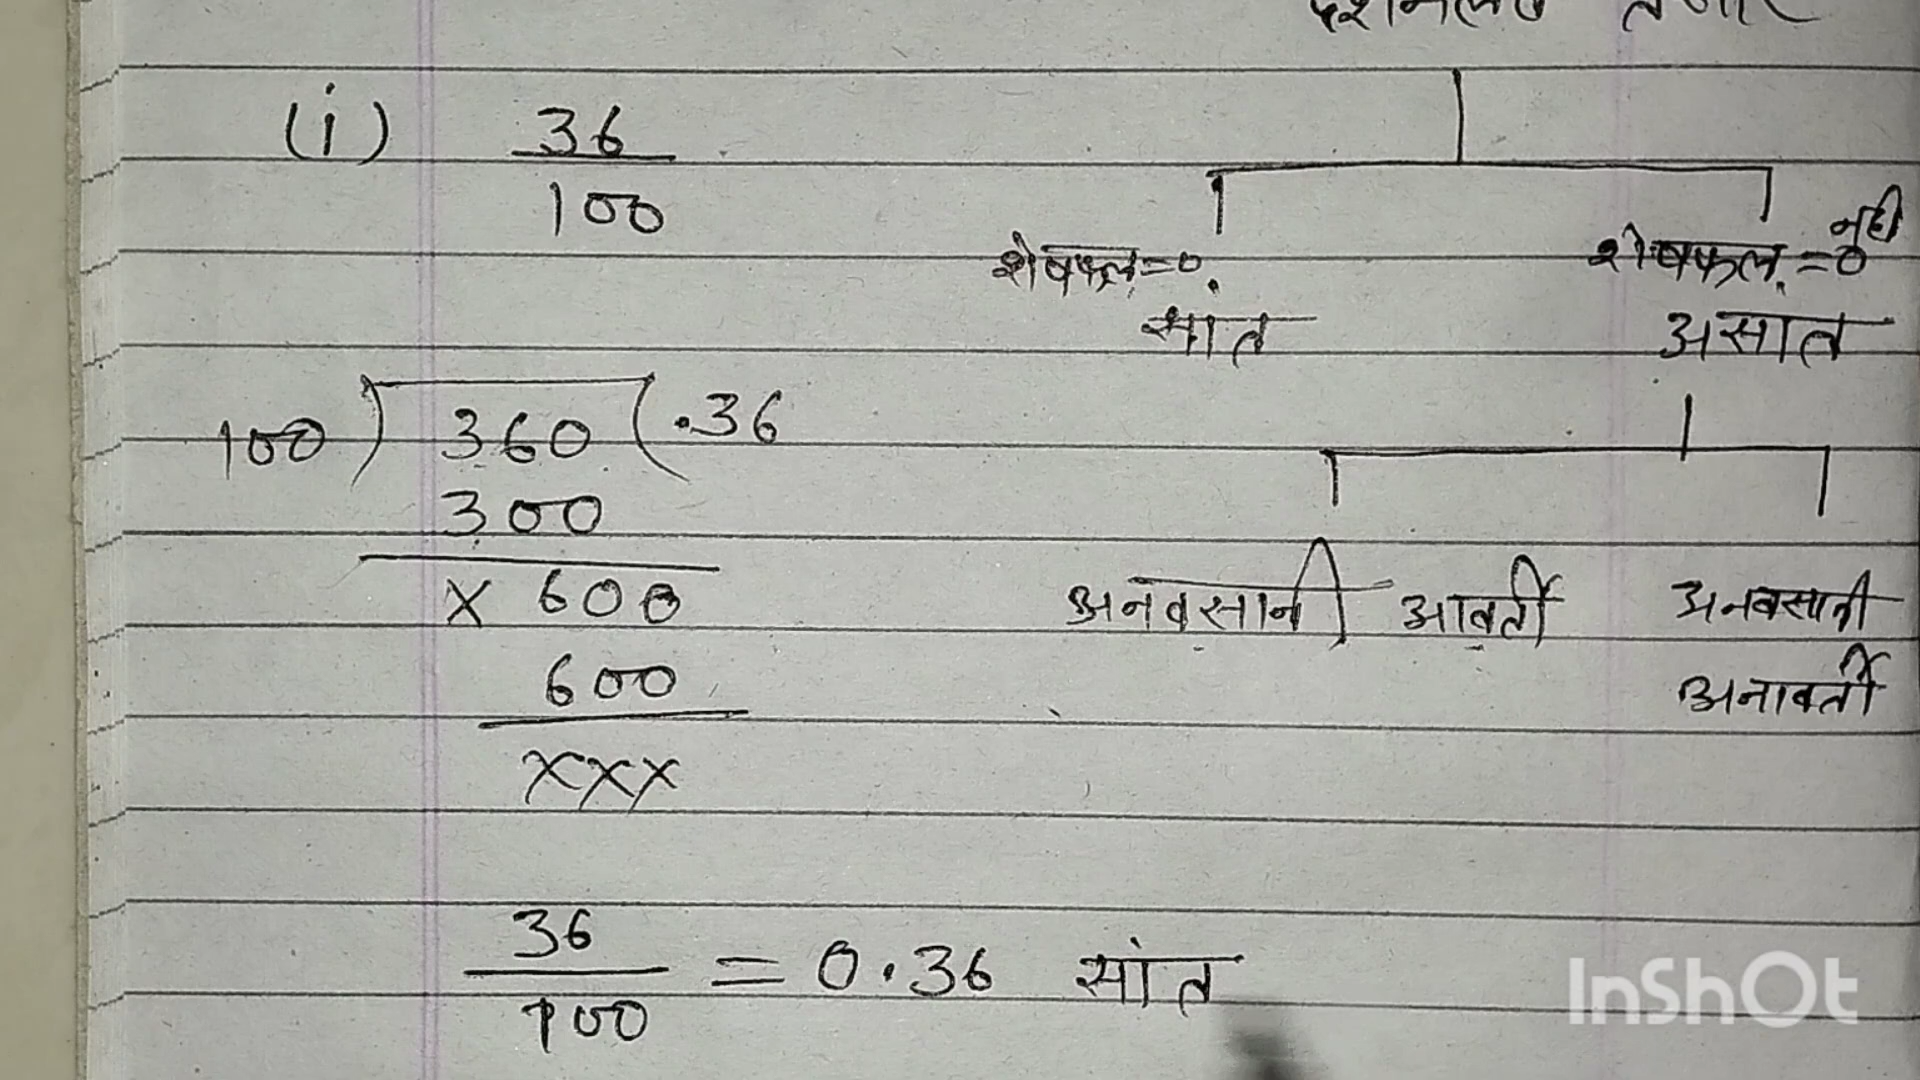 (i) 36
100
शेषफल=0
सांत
शेषफल=0 नहीं
असांत
अनवसानी आवर्ती
अनवसानी
अनावर्ती
100 ) 360 ( .36
300
x 600
600
xxx
36
100 = 0.36 सांत
InShOt